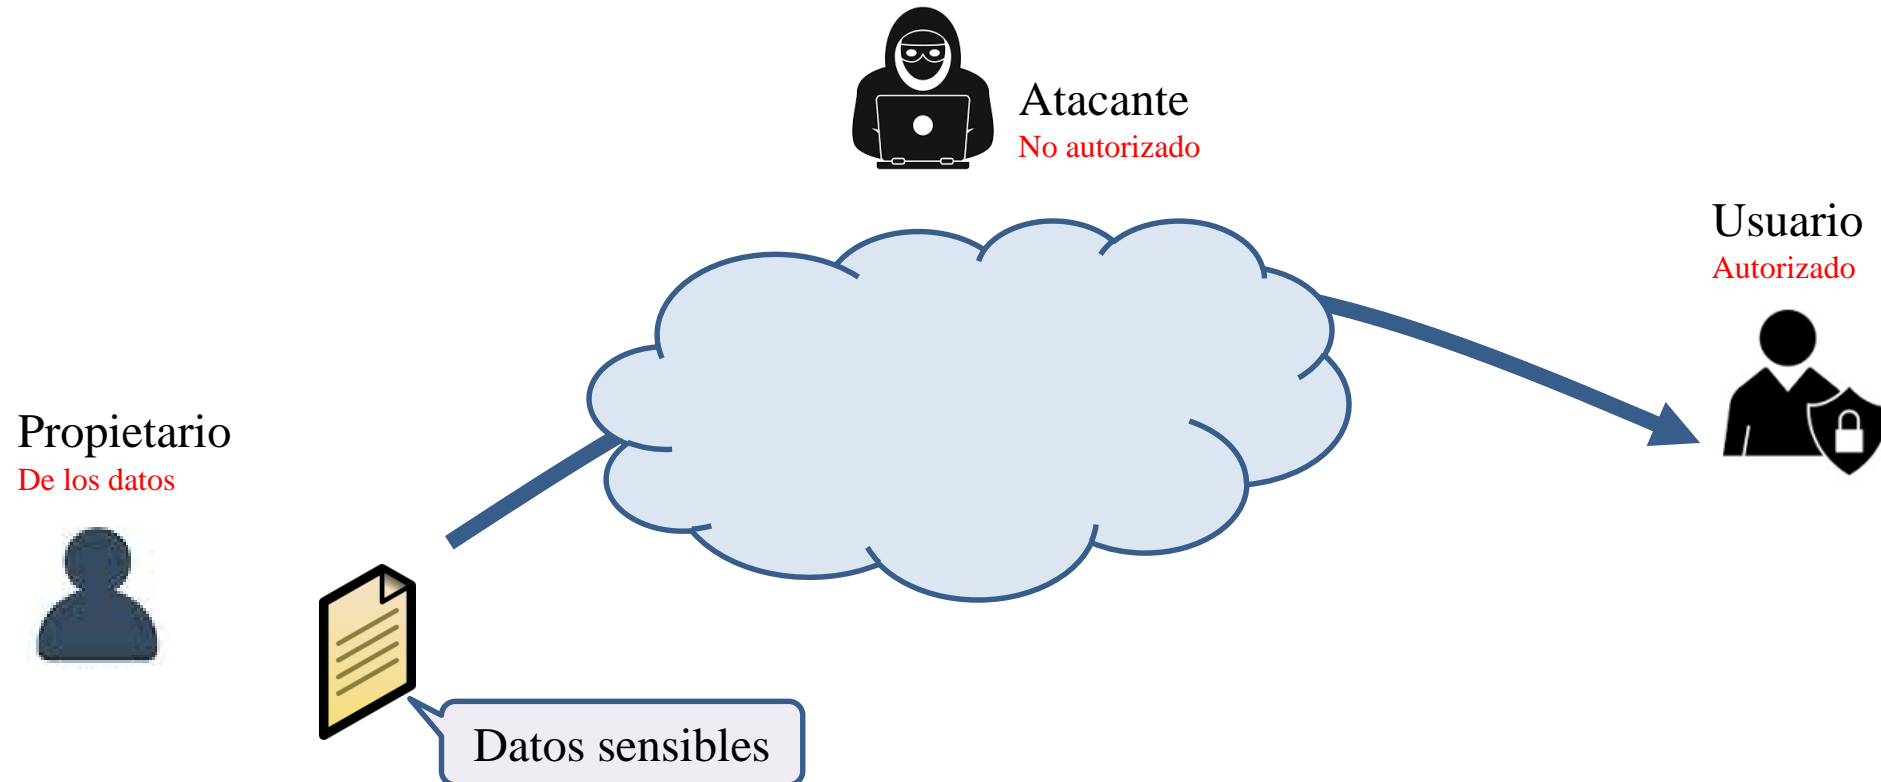 Atacante
No autorizado
Usuario
Autorizado
Propietario
De los datos
Datos sensibles